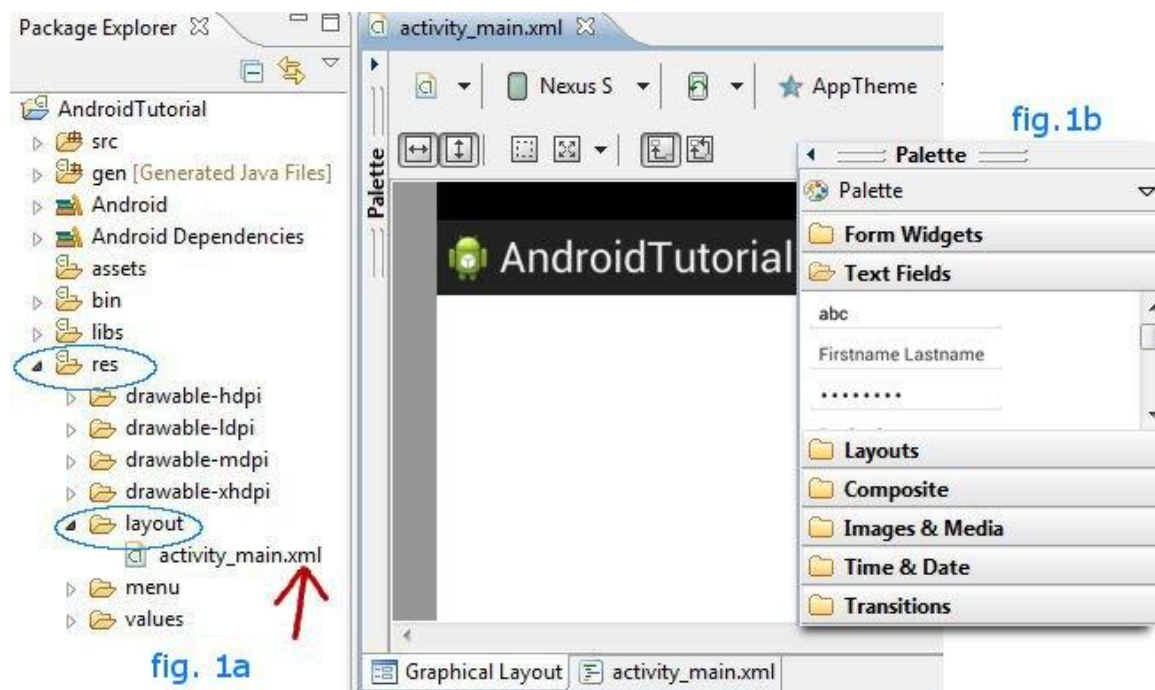 Package Explorer
AndroidTutorial
src
gen [Generated Java Files]
Android
Android Dependencies
assets
bin
libs
res
drawable-hdpi
drawable-ldpi
drawable-mdpi
drawable-xhdpi
layout
activity_main.xml
menu
values
fig. 1a
activity_main.xml
Nexus S
AppTheme
Palette
AndroidTutorial
Graphical Layout
activity_main.xml
fig.1b
Palette
Palette
Form Widgets
Text Fields
abc
Firstname Lastname
Layouts
Composite
Images & Media
Time & Date
Transitions